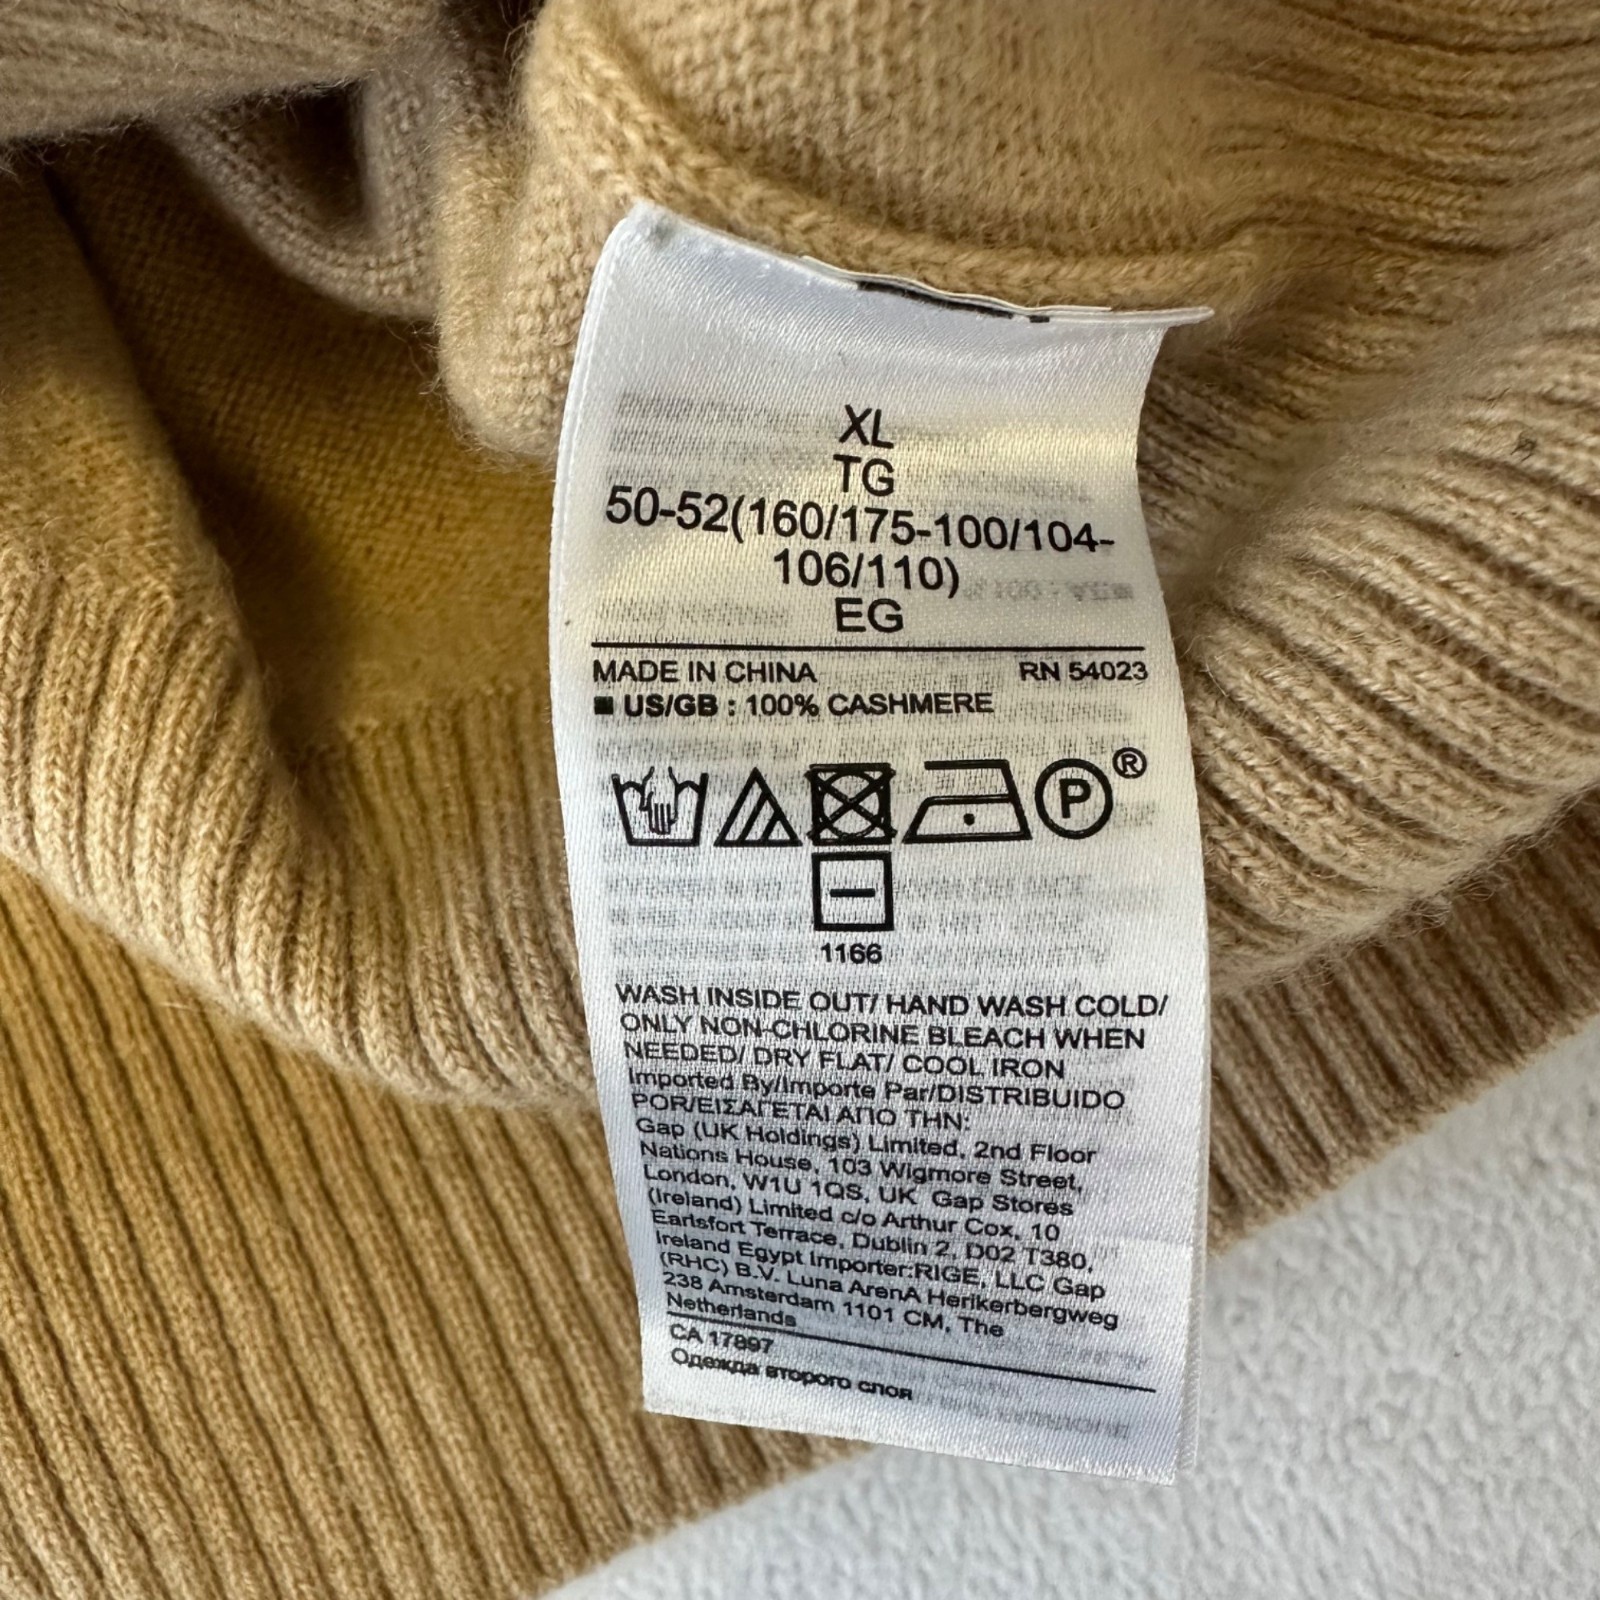 XL
TG
50-52(160/175-100/104-
106/110)
EG
MADE IN CHINA RN 54023
US/GB : 100% CASHMERE
P ®
1166
WASH INSIDE OUT/ HAND WASH COLD/
ONLY NON-CHLORINE BLEACH WHEN
NEEDED/ DRY FLAT/ COOL IRON
Imported By/Importe Par/DISTRIBUIDO
POR/ΕΙΣΑΓΕΤΑΙ ΑΠΟ ΤΗΝ:
Gap (UK Holdings) Limited, 2nd Floor
Nations House, 103 Wigmore Street,
London, W1U 1QS, UK Gap Stores
(Ireland) Limited c/o Arthur Cox, 10
Earlsfort Terrace, Dublin 2, D02 T380,
Ireland Egypt Importer:RIGE, LLC Gap
(RHC) B.V. Luna ArenA Herikerbergweg
238 Amsterdam 1101 CM, The
Netherlands
CA 17897
Одежда второго слоя